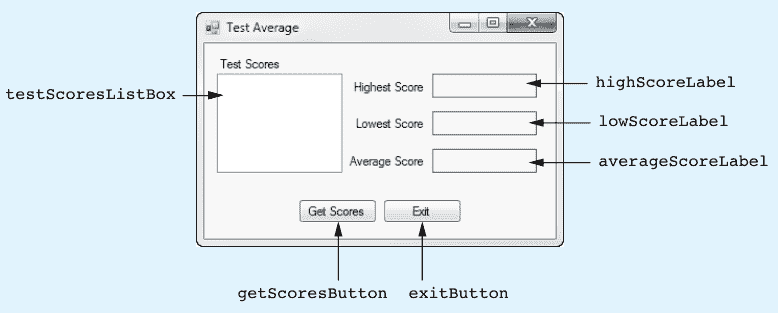 Test Average
Test Scores
testScoresListBox
Highest Score
highScoreLabel
Lowest Score
lowScoreLabel
Average Score
averageScoreLabel
Get Scores
Exit
getScoresButton
exitButton